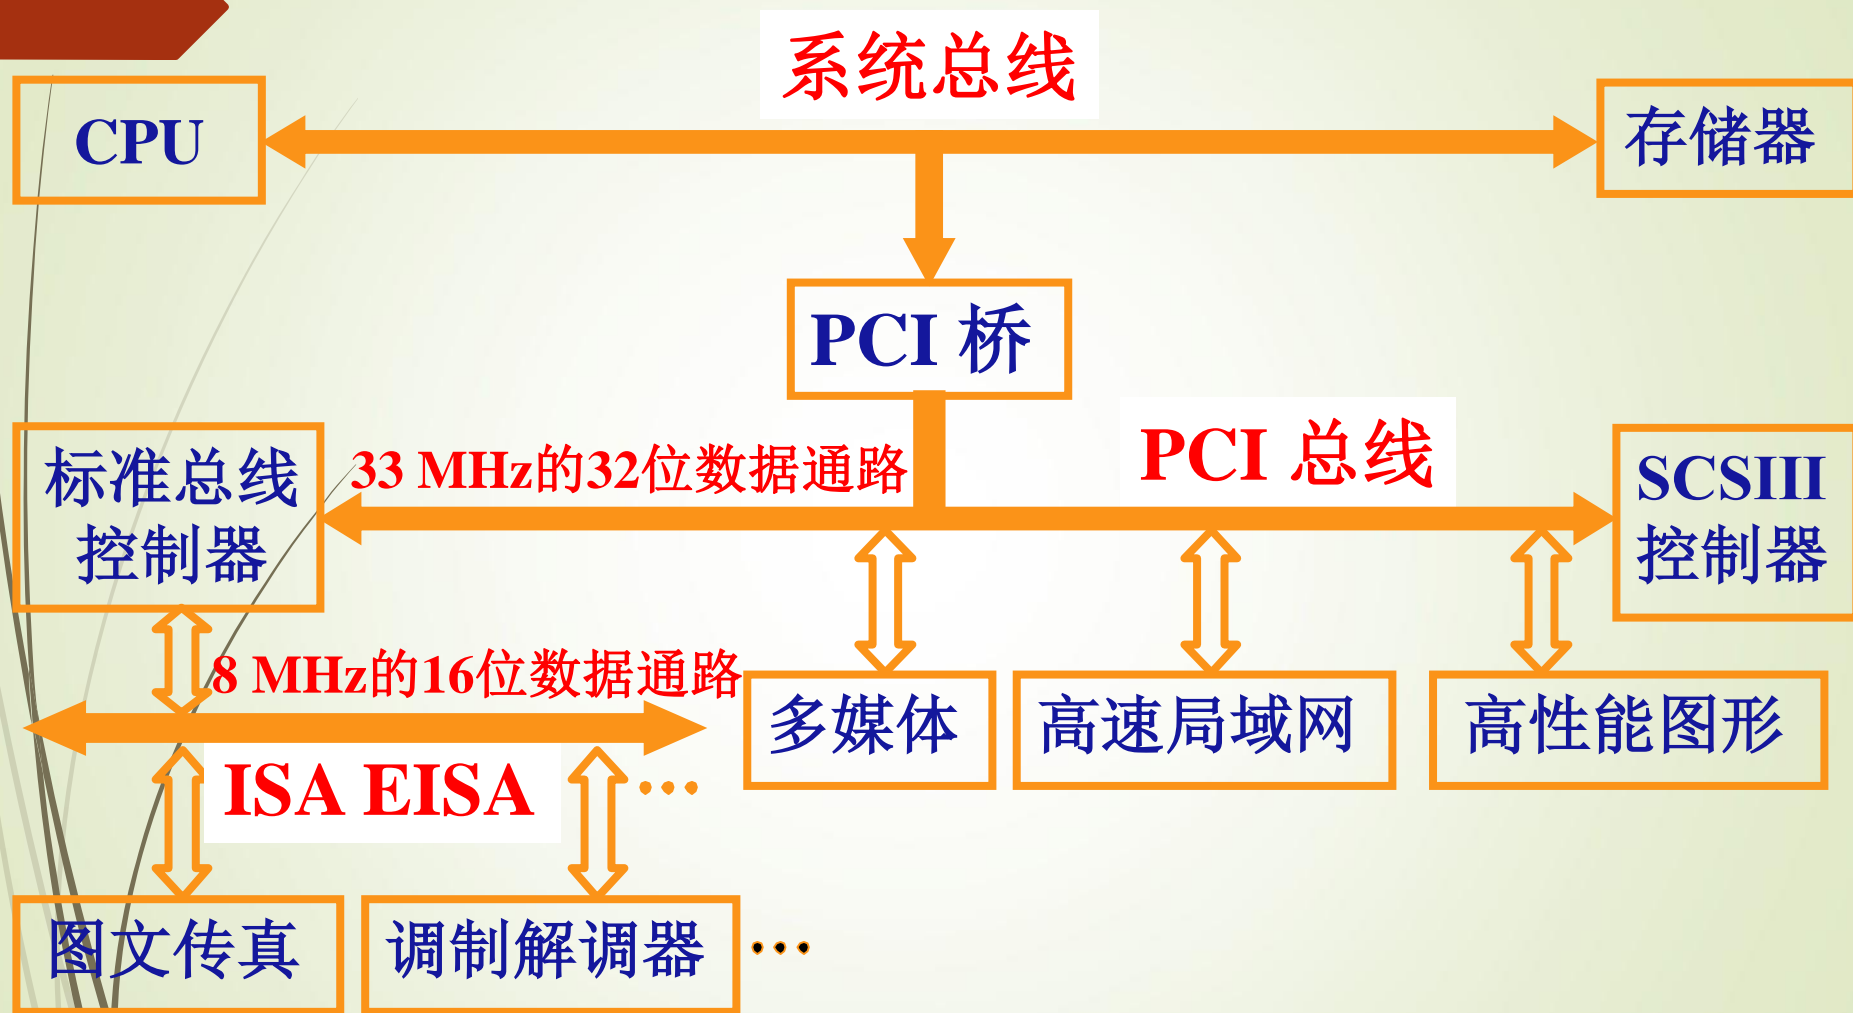 系统总线
CPU
存储器
PCI 桥
PCI 总线
33 MHz的32位数据通路
标准总线
控制器
SCSIII
控制器
8 MHz的16位数据通路
多媒体
高速局域网
高性能图形
ISA EISA
…
图文传真
调制解调器
…